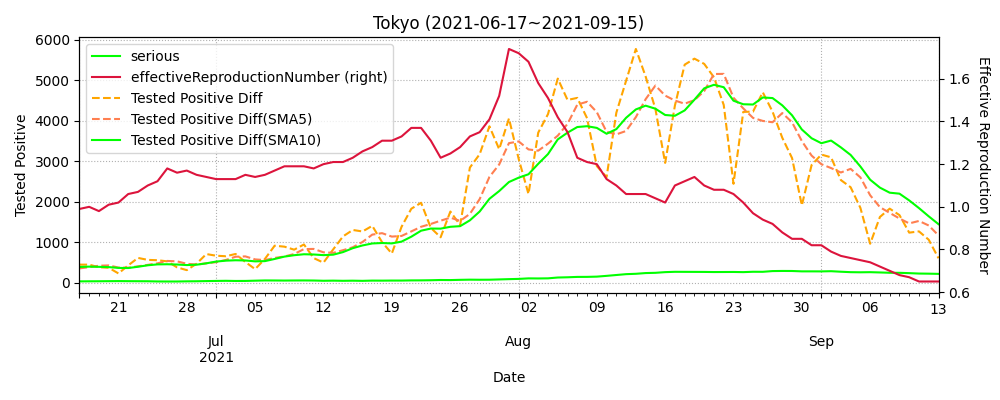 Tokyo (2021-06-17~2021-09-15)
serious
effectiveReproductionNumber (right)
Tested Positive Diff
Tested Positive Diff(SMA5)
Tested Positive Diff(SMA10)
Tested Positive
6000
5000
4000
3000
2000
1000
0
Effective Reproduction Number
1.6
1.4
1.2
1.0
0.8
0.6
21 28 05 12 19 26 02 09 16 23 30 06 13
Jul Aug Sep
2021
Date